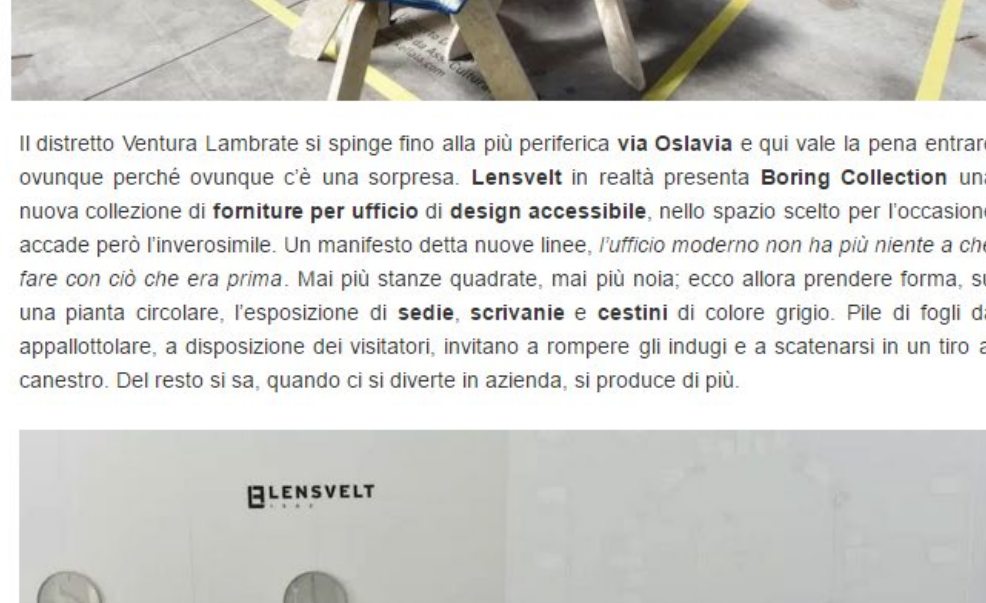 Il distretto Ventura Lambrate si spinge fino alla più periferica via Oslavia e qui vale la pena entrare
ovunque perché ovunque c'è una sorpresa. Lensvelt in realtà presenta Boring Collection una
nuova collezione di forniture per ufficio di design accessibile, nello spazio scelto per l'occasione
accade però l'inverosimile. Un manifesto detta nuove linee, l'ufficio moderno non ha più niente a che
fare con ciò che era prima. Mai più stanze quadrate, mai più noia; ecco allora prendere forma, su
una pianta circolare, l'esposizione di sedie, scrivanie e cestini di colore grigio. Pile di fogli da
appallottolare, a disposizione dei visitatori, invitano a rompere gli indugi e a scatenarsi in un tiro a
canestro. Del resto si sa, quando ci si diverte in azienda, si produce di più.
LENSVELT